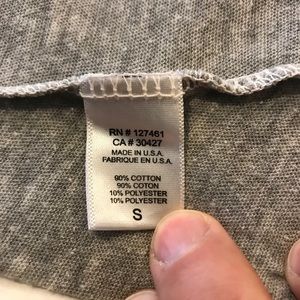 RN # 127461
CA # 30427
MADE IN U.S.A.
FABRIQUE EN U.S.A.
90% COTTON
90% COTON
10% POLYESTER
10% POLYESTER
S